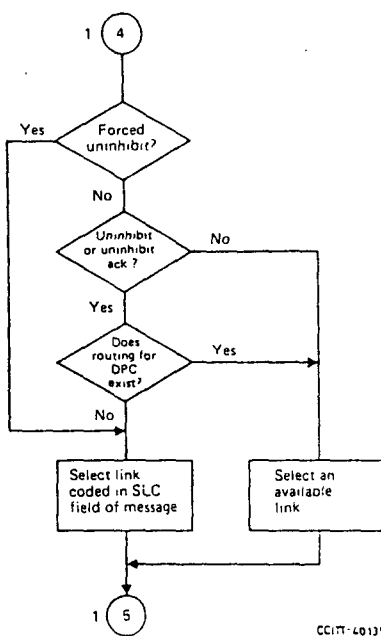 1 4
Forced
uninhibit?
Yes
No
Uninhibit
or uninhibit
ack ?
No
Yes
Does
routing for
DPC
exist?
Yes
No
Select link
coded in SLC
field of message
Select an
available
link
1 5